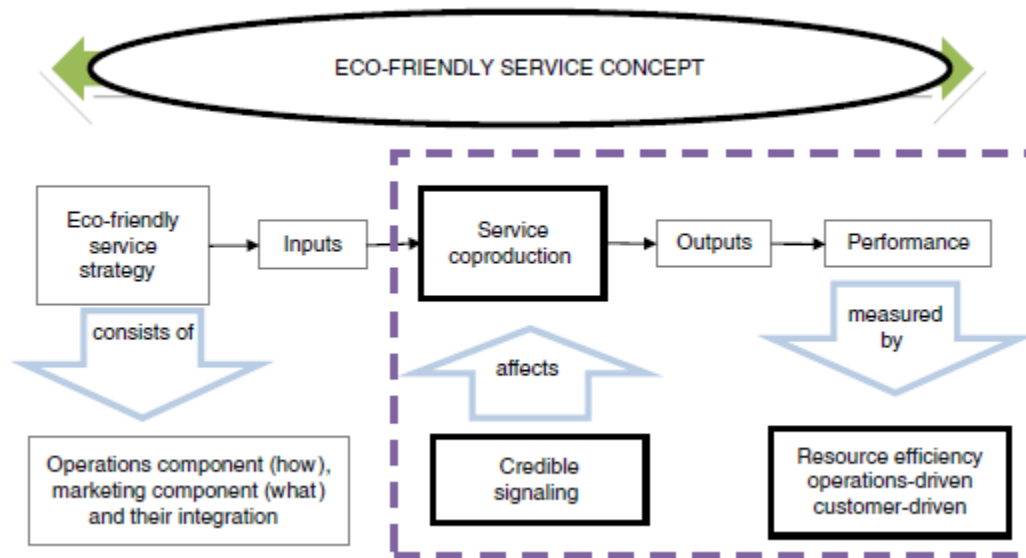 ECO-FRIENDLY SERVICE CONCEPT
Eco-friendly
service
strategy
Inputs
Service
coproduction
Outputs
Performance
consists of
affects
measured
by
Operations component (how),
marketing component (what)
and their integration
Credible
signaling
Resource efficiency
operations-driven
customer-driven